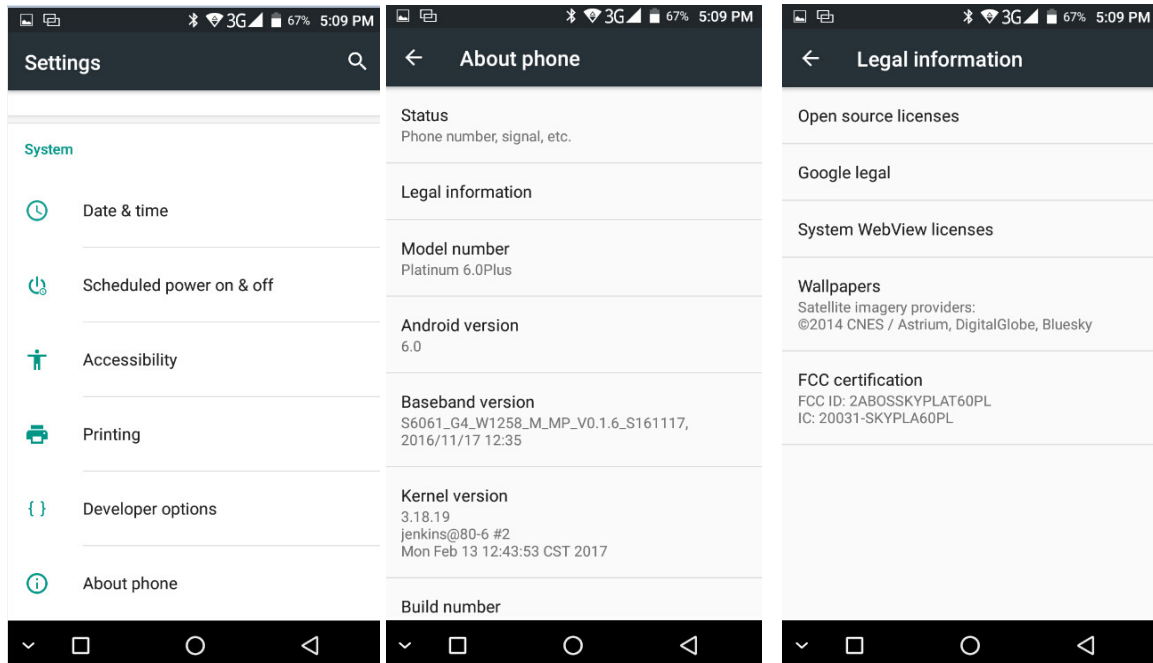 3G 67% 5:09 PM
Settings
System
Date & time
Scheduled power on & off
Accessibility
Printing
{ } Developer options
About phone
3G 67% 5:09 PM
About phone
Status
Phone number, signal, etc.
Legal information
Model number
Platinum 6.0Plus
Android version
6.0
Baseband version
S6061_G4_W1258_M_MP_V0.1.6_S161117,
2016/11/17 12:35
Kernel version
3.18.19
jenkins@80-6 #2
Mon Feb 13 12:43:53 CST 2017
Build number
3G 67% 5:09 PM
Legal information
Open source licenses
Google legal
System WebView licenses
Wallpapers
Satellite imagery providers:
©2014 CNES / Astrium, DigitalGlobe, Bluesky
FCC certification
FCC ID: 2ABOSSKYPLAT60PL
IC: 20031-SKYPLA60PL